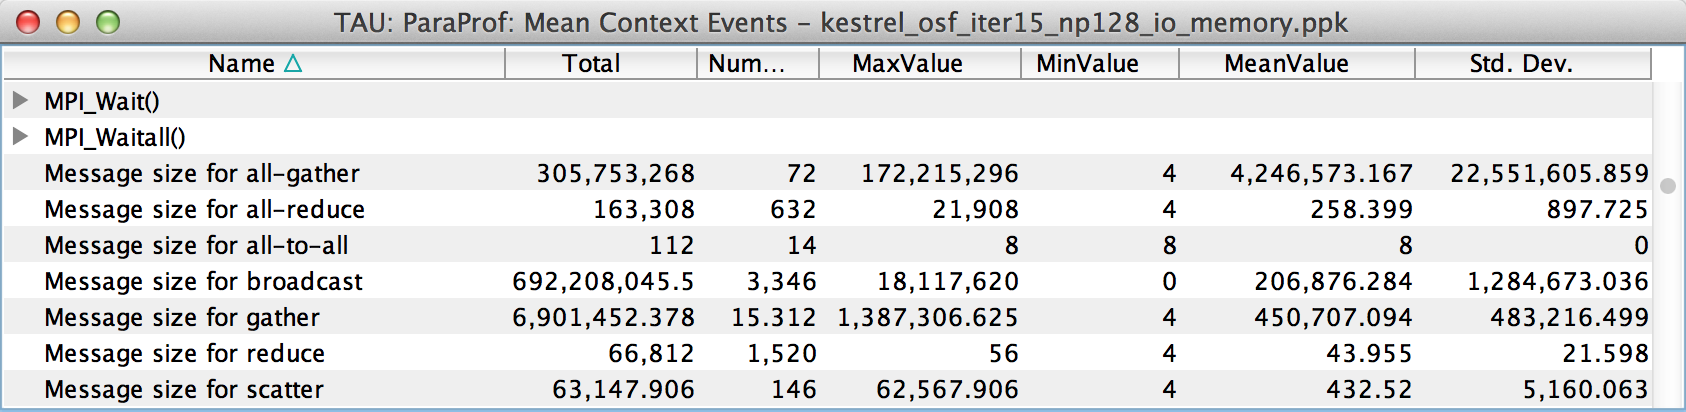 TAU: ParaProf: Mean Context Events - kestrel_osf_iter15_np128_io_memory.ppk
Name Total Num... MaxValue MinValue MeanValue Std. Dev.
MPI_Wait()
MPI_Waitall()
Message size for all-gather 305,753,268 72 172,215,296 4 4,246,573.167 22,551,605.859
Message size for all-reduce 163,308 632 21,908 4 258.399 897.725
Message size for all-to-all 112 14 8 8 8 0
Message size for broadcast 692,208,045.5 3,346 18,117,620 0 206,876.284 1,284,673.036
Message size for gather 6,901,452.378 15.312 1,387,306.625 4 450,707.094 483,216.499
Message size for reduce 66,812 1,520 56 4 43.955 21.598
Message size for scatter 63,147.906 146 62,567.906 4 432.52 5,160.063